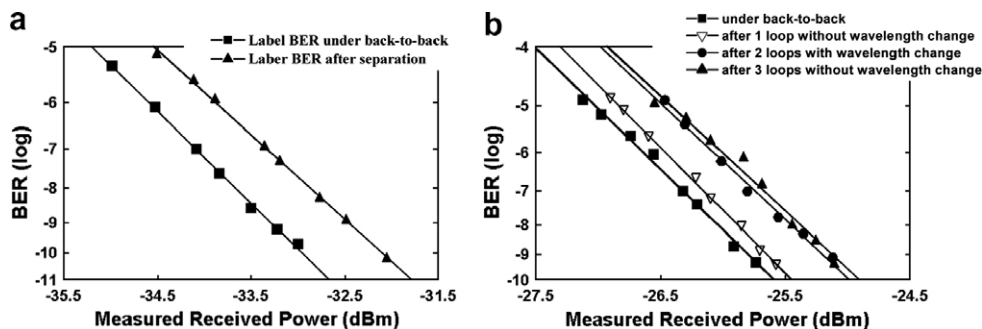 a
Label BER under back-to-back
Laber BER after separation
-5
-6
-7
-8
-9
-10
-11
BER (log)
-35.5
-34.5
-33.5
-32.5
-31.5
Measured Received Power (dBm)
b
under back-to-back
after 1 loop without wavelength change
after 2 loops with wavelength change
after 3 loops without wavelength change
-4
-5
-6
-7
-8
-9
-10
BER (log)
-27.5
-26.5
-25.5
-24.5
Measured Received Power (dBm)